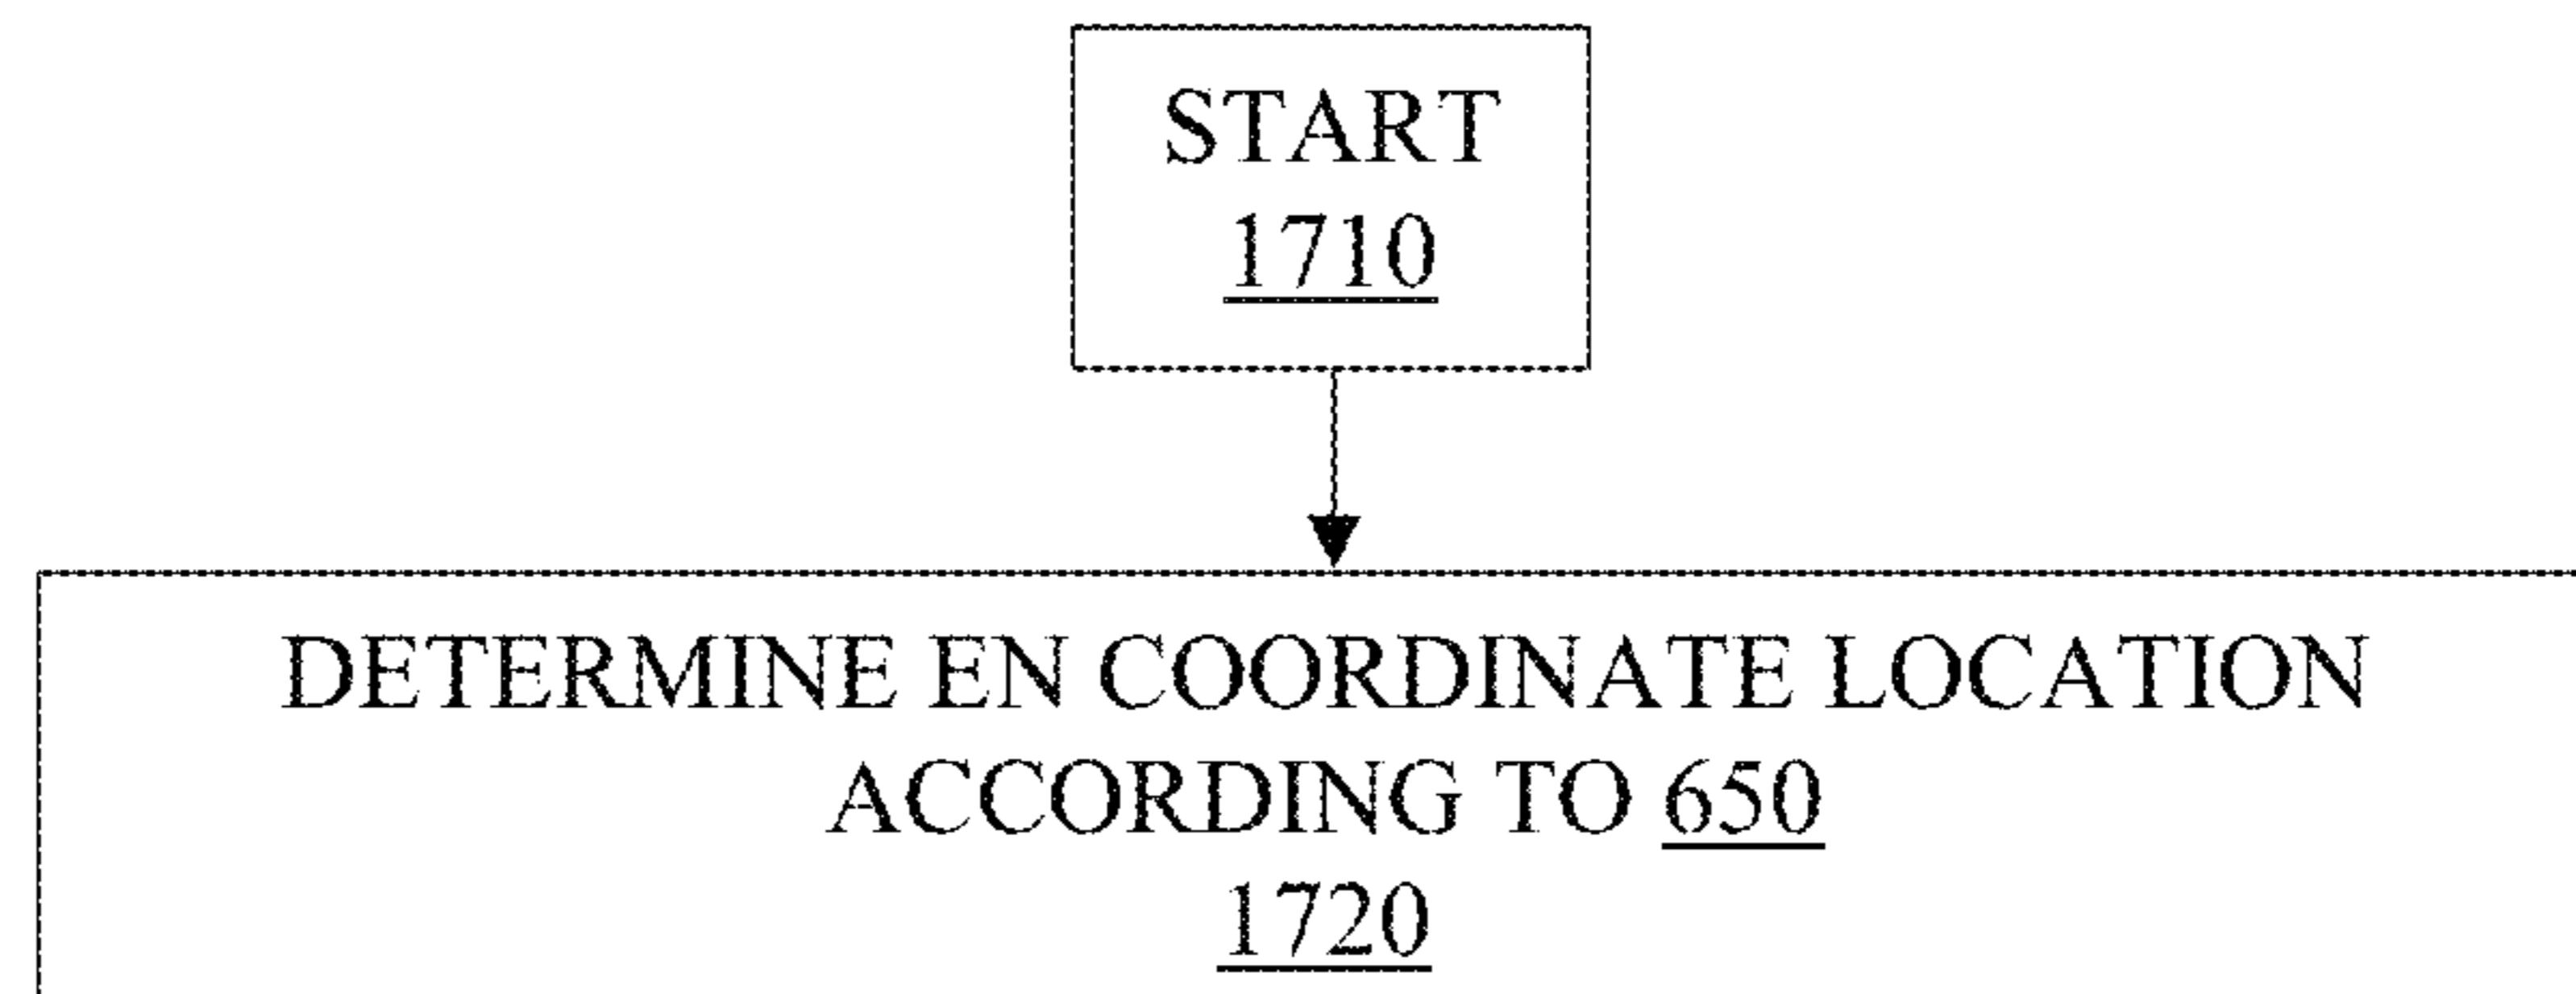 START
1710
DETERMINE EN COORDINATE LOCATION
ACCORDING TO 650
1720